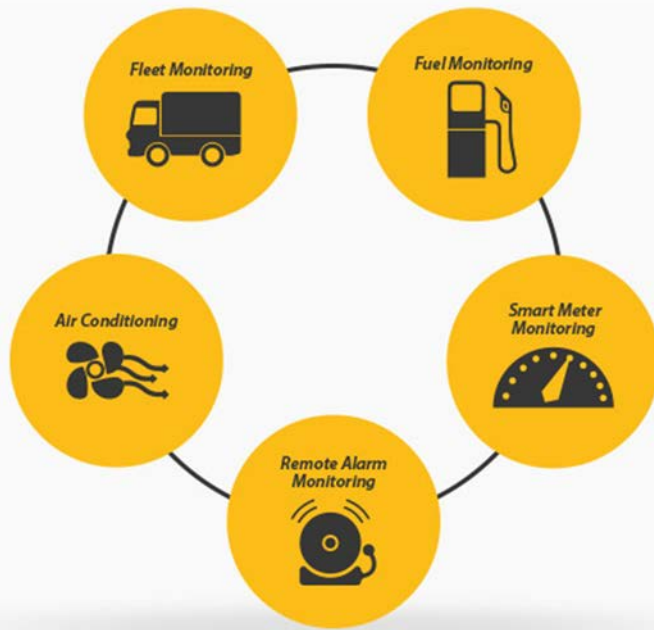 Fleet Monitoring
Fuel Monitoring
Air Conditioning
Smart Meter
Monitoring
Remote Alarm
Monitoring